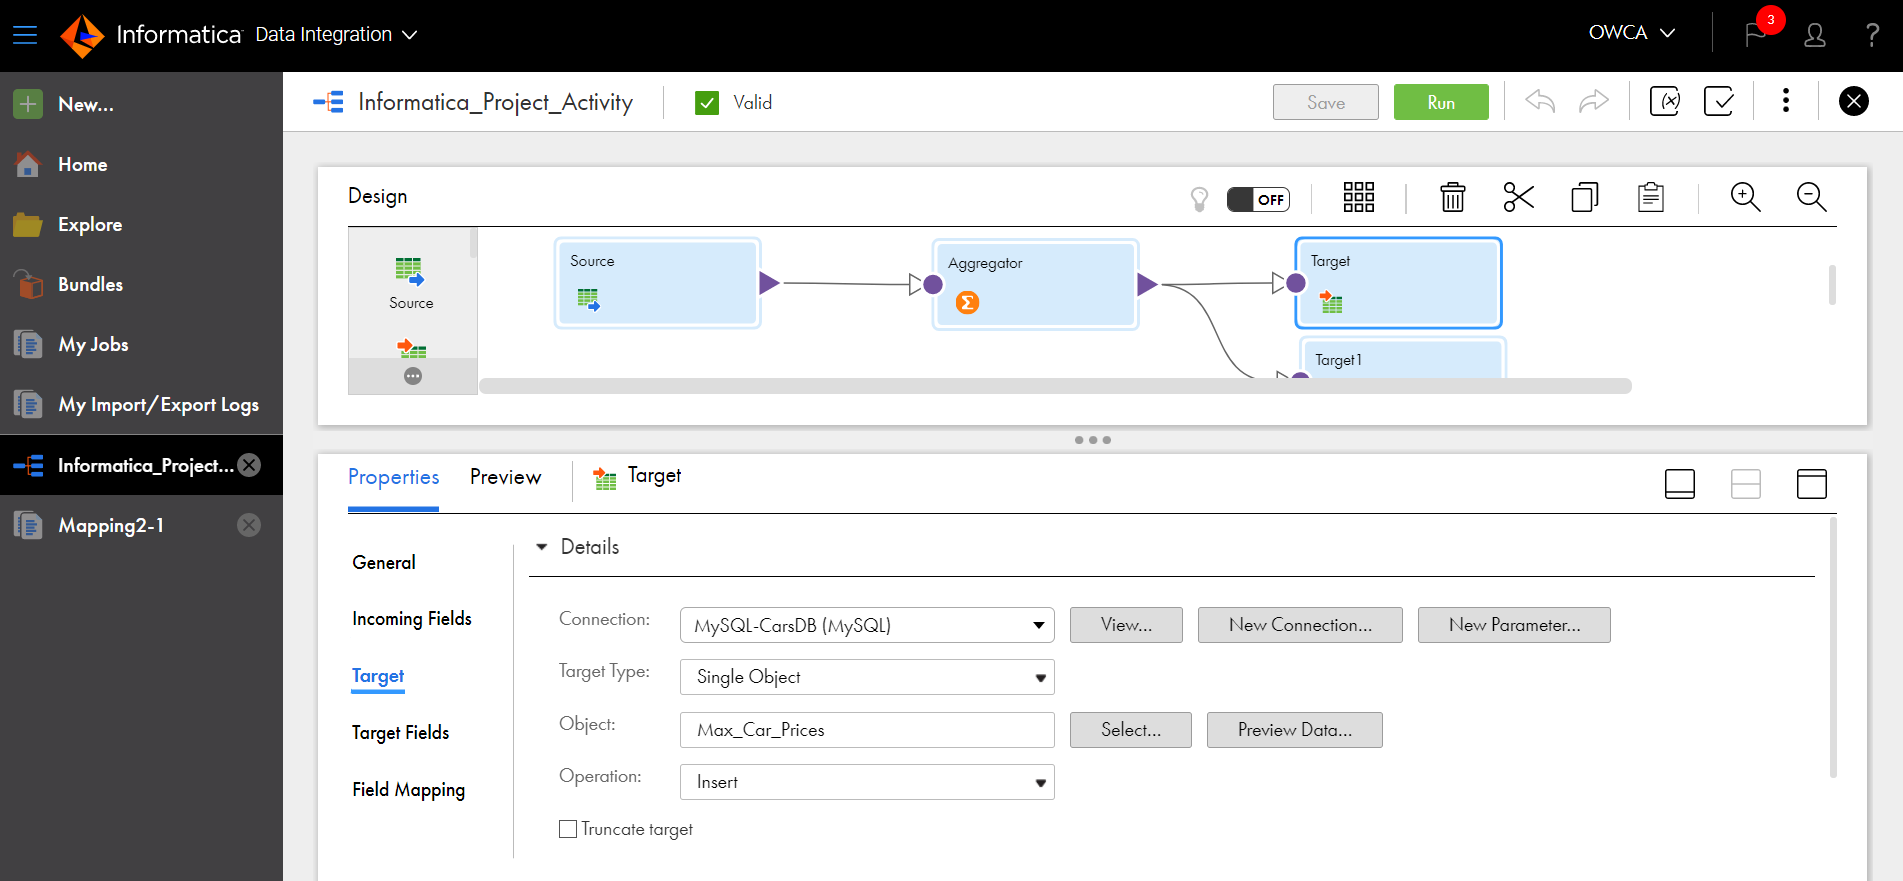 Informatica Data Integration
OWCA
3
?
New...
Home
Explore
Bundles
My Jobs
My Import/Export Logs
Informatica_Project...
Mapping2-1
Informatica_Project_Activity
Valid
Save
Run
(x)
Design
OFF
Source
Source
Aggregator
Σ
Target
Target1
Properties
Preview
Target
General
Incoming Fields
Target
Target Fields
Field Mapping
Details
Connection: MySQL-CarsDB (MySQL) View... New Connection... New Parameter...
Target Type: Single Object
Object: Max_Car_Prices Select... Preview Data...
Operation: Insert
Truncate target